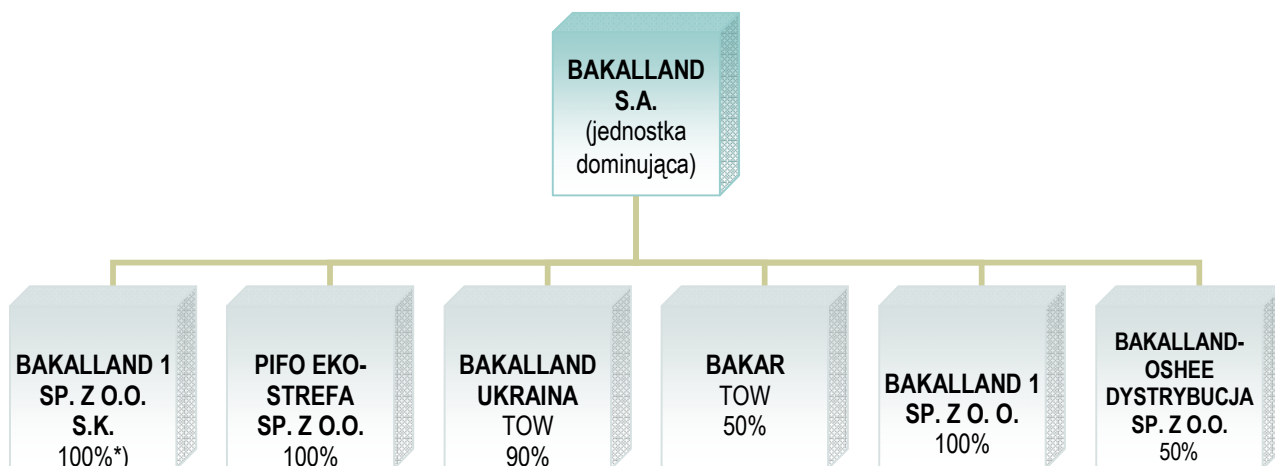 BAKALLAND
S.A.
(jednostka
dominująca)
BAKALLAND 1
SP. Z O.O.
S.K.
100%*)
PIFO EKO-
STREFA
SP. Z O.O.
100%
BAKALLAND
UKRAINA
TOW
90%
BAKAR
TOW
50%
BAKALLAND 1
SP. Z O. O.
100%
BAKALLAND-
OSHEE
DYSTRYBUCJA
SP. Z O.O.
50%